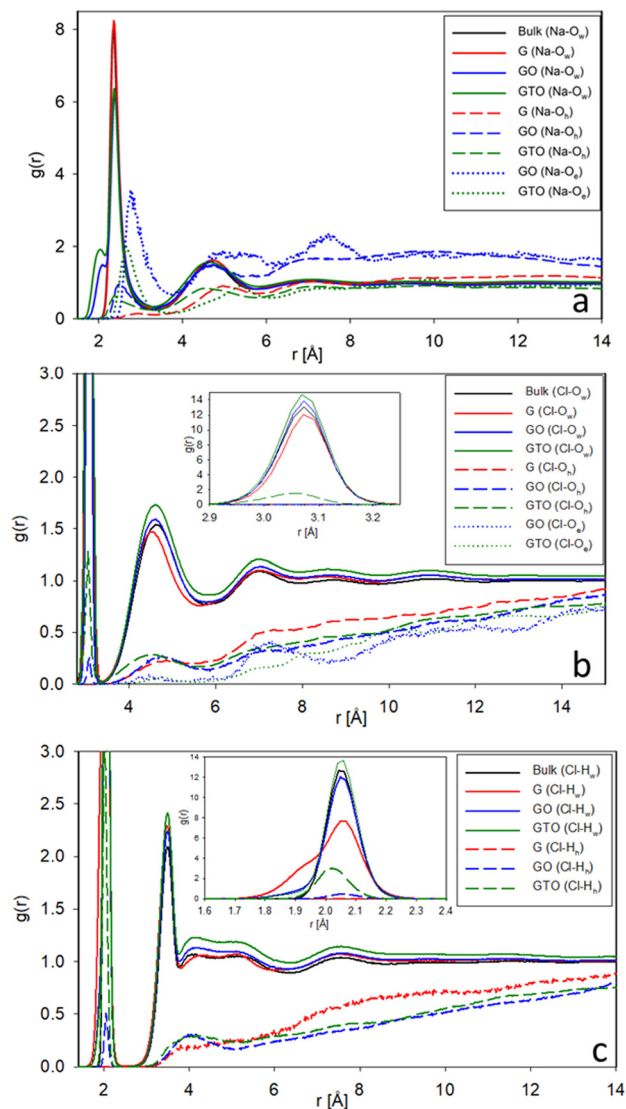 g(r)
8
6
4
2
0
2 4 6 8 10 12 14
r [Å]
Bulk (Na-Ow)
G (Na-Ow)
GO (Na-Ow)
GTO (Na-Ow)
G (Na-Oh)
GO (Na-Oh)
GTO (Na-Oh)
GO (Na-Oe)
GTO (Na-Oe)
a
g(r)
3.0
2.5
2.0
1.5
1.0
0.5
0.0
4 6 8 10 12 14
r [Å]
g(r)
14
12
10
8
6
4
2
0
2.9 3.0 3.1 3.2
r [Å]
Bulk (Cl-Ow)
G (Cl-Ow)
GO (Cl-Ow)
GTO (Cl-Ow)
G (Cl-Oh)
GO (Cl-Oh)
GTO (Cl-Oh)
GO (Cl-Oe)
GTO (Cl-Oe)
b
g(r)
3.0
2.5
2.0
1.5
1.0
0.5
0.0
2 4 6 8 10 12 14
r [Å]
g(r)
14
12
10
8
6
4
2
0
1.6 1.7 1.8 1.9 2.0 2.1 2.2 2.3 2.4
r [Å]
Bulk (Cl-Hw)
G (Cl-Hw)
GO (Cl-Hw)
GTO (Cl-Hw)
G (Cl-Hh)
GO (Cl-Hh)
GTO (Cl-Hh)
c